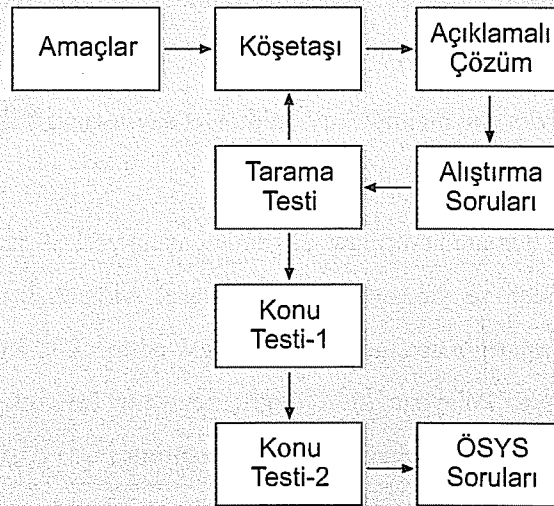 Amaçlar
Köşetaşı
Açıklamalı
Çözüm
Tarama
Testi
Alıştırma
Soruları
Konu
Testi-1
Konu
Testi-2
ÖSYS
Soruları